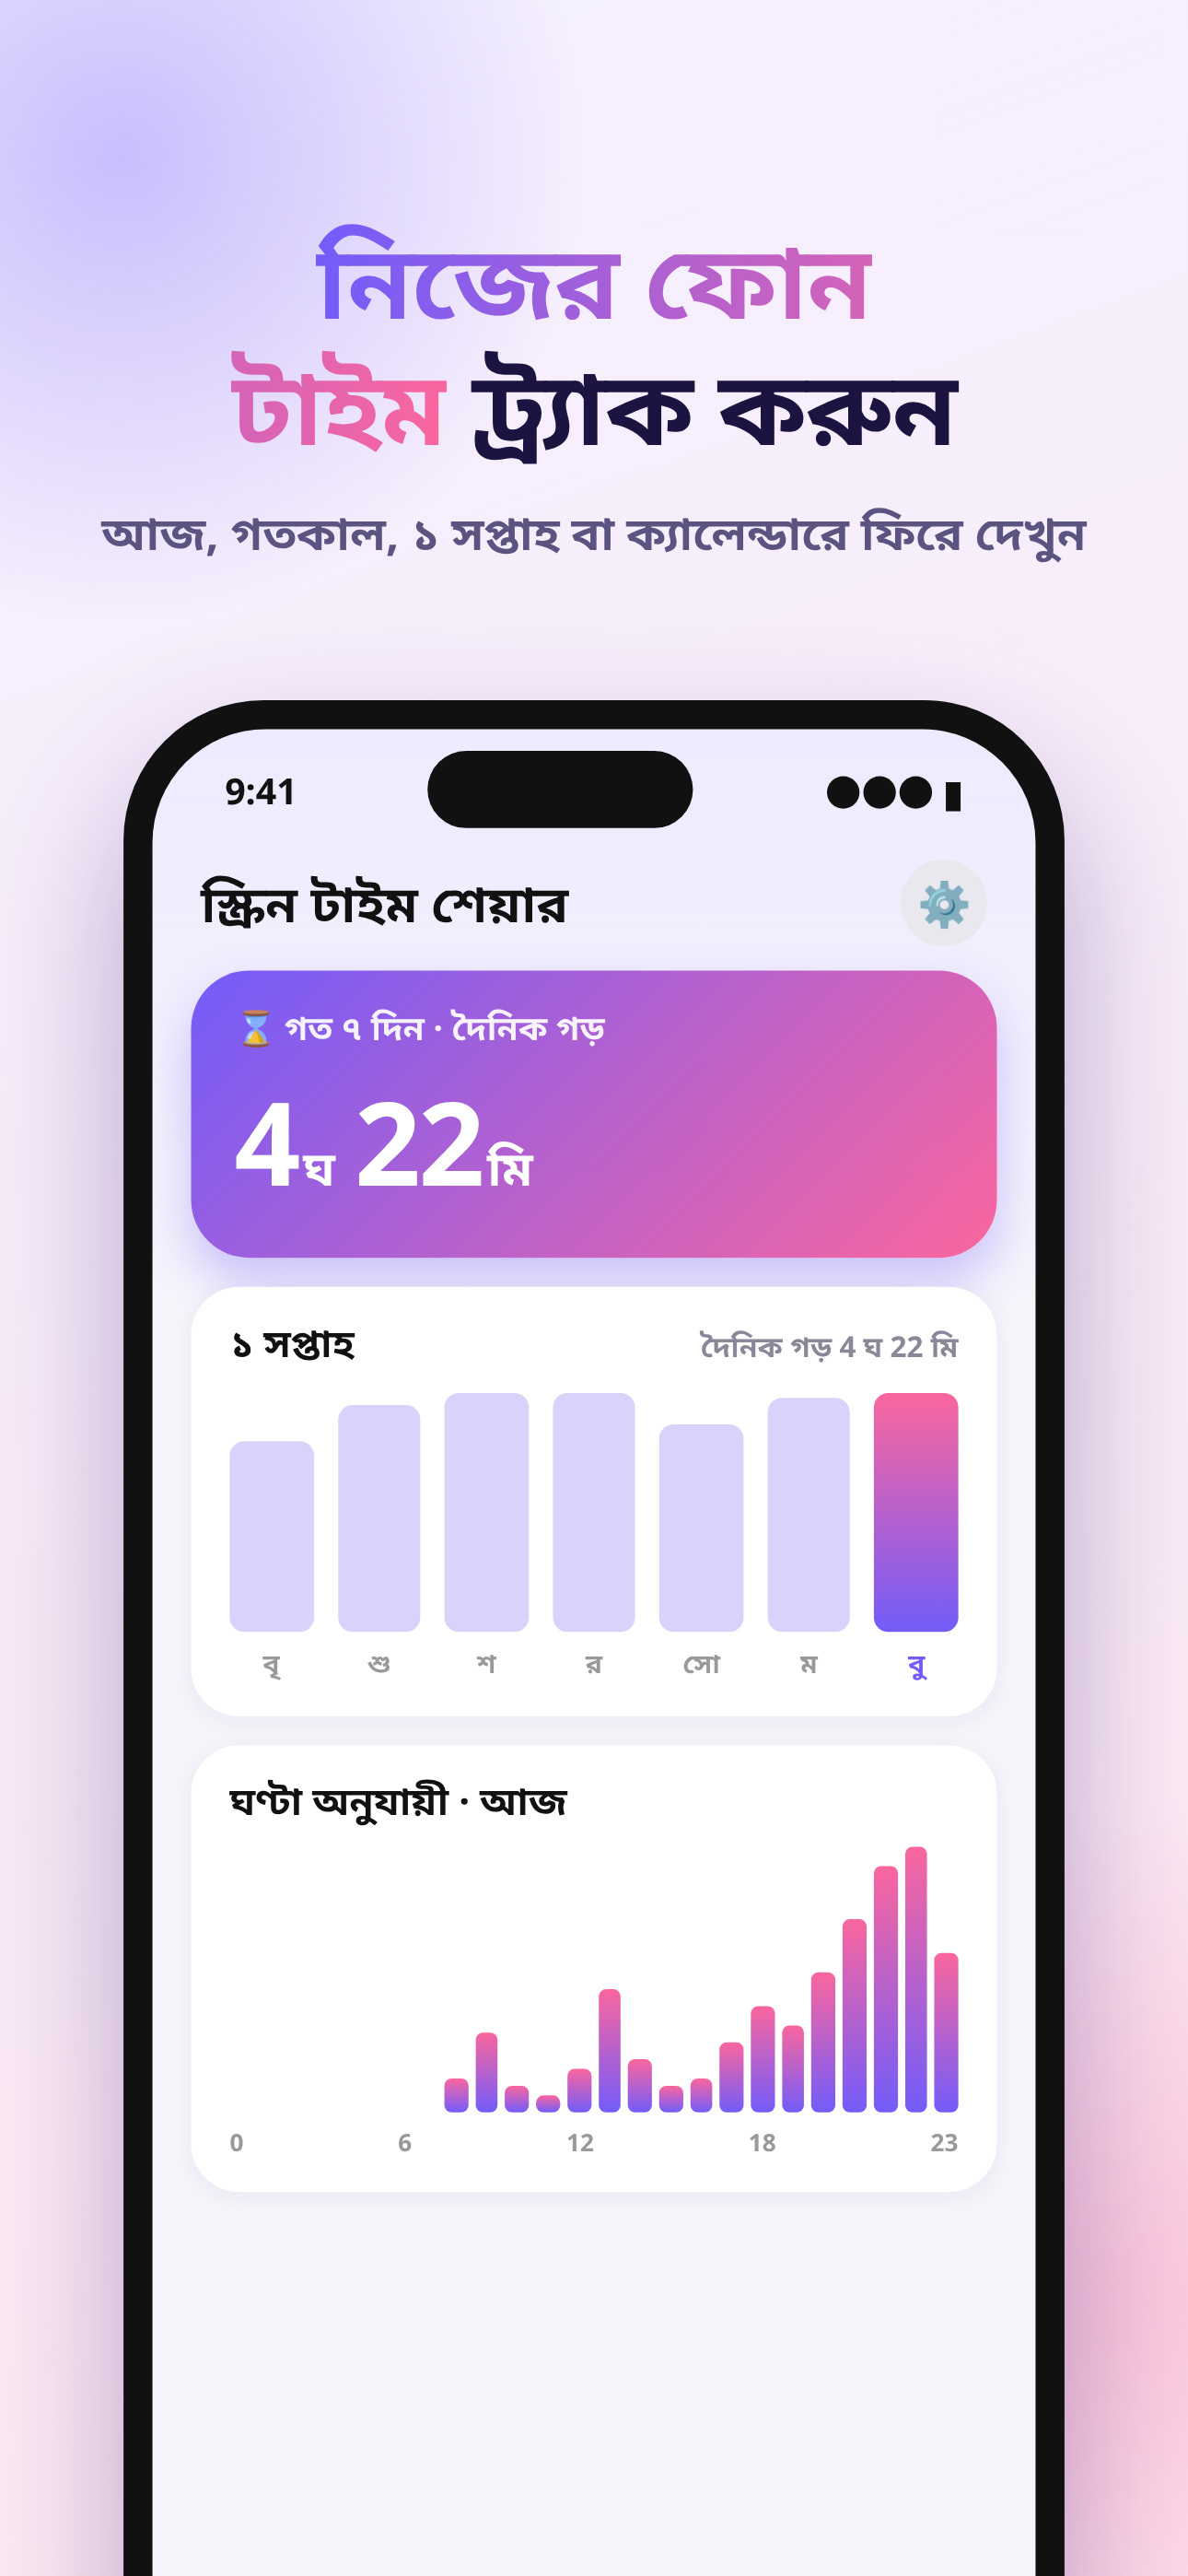 নিজের ফোন
টাইম ট্র্যাক করুন
আজ, গতকাল, ১ সপ্তাহ বা ক্যালেন্ডারে ফিরে দেখুন
9:41
স্ক্রিন টাইম শেয়ার
⌛ গত ৭ দিন · দৈনিক গড়
4ঘ 22মি
১ সপ্তাহ
দৈনিক গড় 4 ঘ 22 মি
বৃ শু শ র সো ম বু
ঘণ্টা অনুযায়ী · আজ
0 6 12 18 23